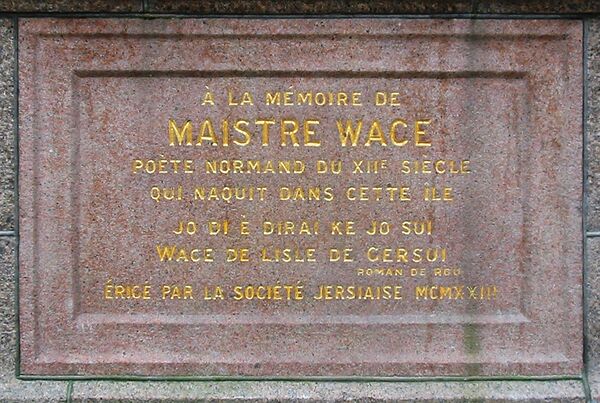 À LA MÉMOIRE DE
MAISTRE WACE
POÈTE NORMAND DU XIIE SIÈCLE
QUI NAQUIT DANS CETTE ÎLE
JO DI È DIRAI KE JO SUI
WACE DE LISLE DE GERSUI
ROMAN DE ROU
ÉRIGÉ PAR LA SOCIÉTÉ JERSIAISE MCMXXIII